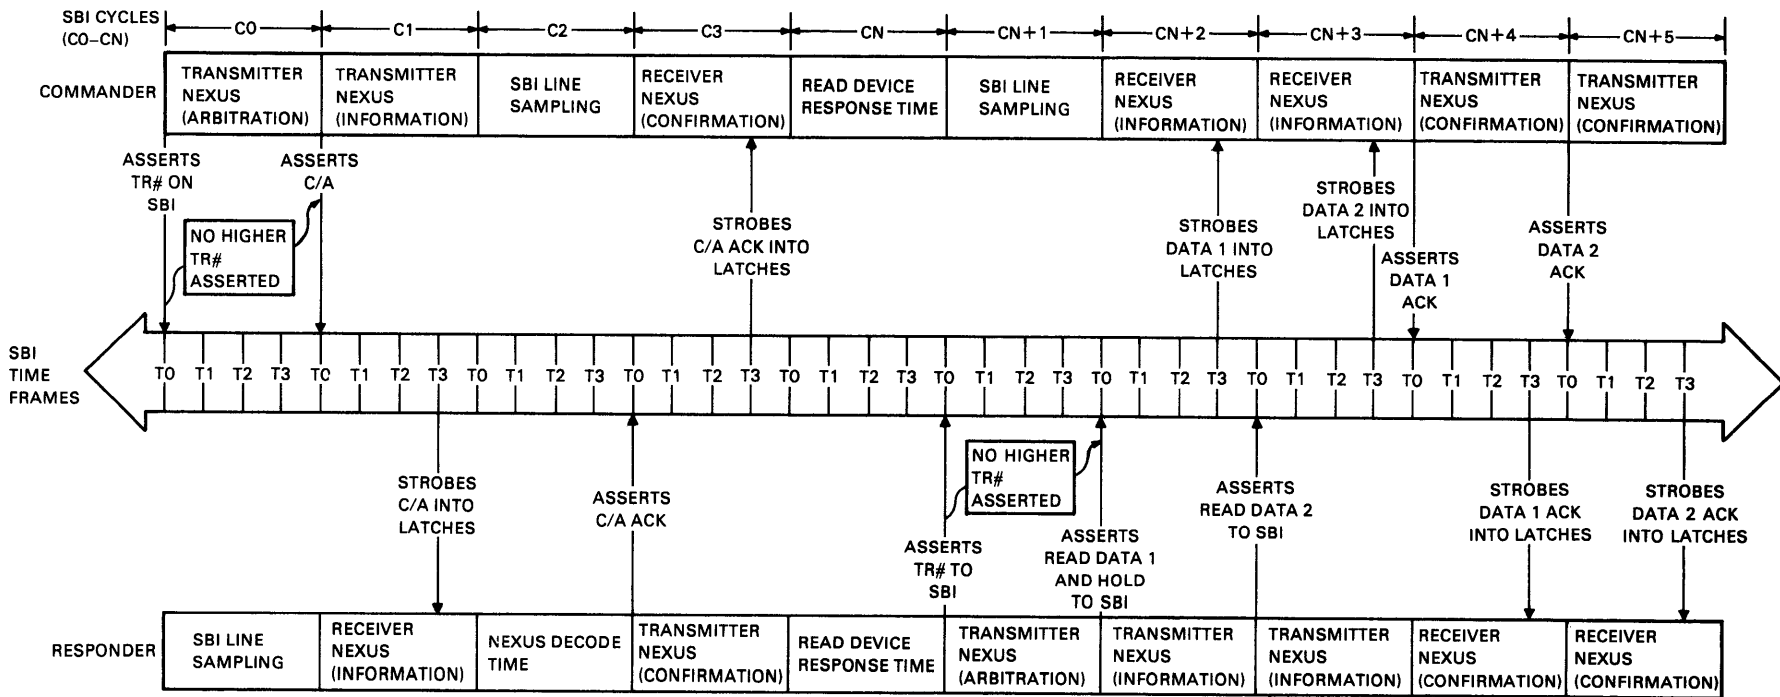 SBI CYCLES
(C0–CN)
C0
C1
C2
C3
CN
CN+1
CN+2
CN+3
CN+4
CN+5
COMMANDER
TRANSMITTER
NEXUS
(ARBITRATION)
TRANSMITTER
NEXUS
(INFORMATION)
SBI LINE
SAMPLING
RECEIVER
NEXUS
(CONFIRMATION)
READ DEVICE
RESPONSE TIME
SBI LINE
SAMPLING
RECEIVER
NEXUS
(INFORMATION)
RECEIVER
NEXUS
(INFORMATION)
TRANSMITTER
NEXUS
(CONFIRMATION)
TRANSMITTER
NEXUS
(CONFIRMATION)
ASSERTS
TR# ON
SBI
NO HIGHER
TR#
ASSERTED
ASSERTS
C/A
STROBES
C/A ACK INTO
LATCHES
STROBES
DATA 1 INTO
LATCHES
STROBES
DATA 2 INTO
LATCHES
ASSERTS
DATA 1
ACK
ASSERTS
DATA 2
ACK
SBI
TIME
FRAMES
T0 T1 T2 T3 T0 T1 T2 T3 T0 T1 T2 T3 T0 T1 T2 T3 T0 T1 T2 T3 T0 T1 T2 T3 T0 T1 T2 T3 T0 T1 T2 T3 T0 T1 T2 T3 T0 T1 T2 T3
STROBES
C/A INTO
LATCHES
ASSERTS
C/A ACK
ASSERTS
TR# TO
SBI
NO HIGHER
TR#
ASSERTED
ASSERTS
READ DATA 1
AND HOLD
TO SBI
ASSERTS
READ DATA 2
TO SBI
STROBES
DATA 1 ACK
INTO LATCHES
STROBES
DATA 2 ACK
INTO LATCHES
RESPONDER
SBI LINE
SAMPLING
RECEIVER
NEXUS
(INFORMATION)
NEXUS DECODE
TIME
TRANSMITTER
NEXUS
(CONFIRMATION)
READ DEVICE
RESPONSE TIME
TRANSMITTER
NEXUS
(ARBITRATION)
TRANSMITTER
NEXUS
(INFORMATION)
TRANSMITTER
NEXUS
(INFORMATION)
RECEIVER
NEXUS
(CONFIRMATION)
RECEIVER
NEXUS
(CONFIRMATION)